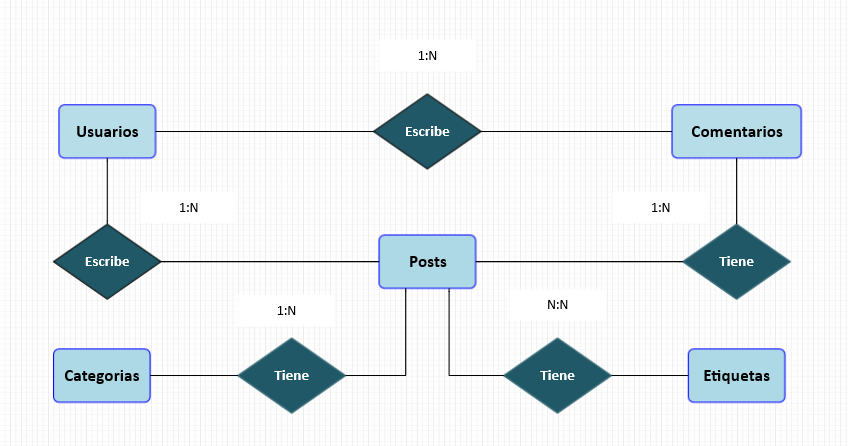 1:N
Usuarios
Escribe
Comentarios
1:N
1:N
Escribe
Posts
Tiene
1:N
N:N
Categorias
Tiene
Tiene
Etiquetas